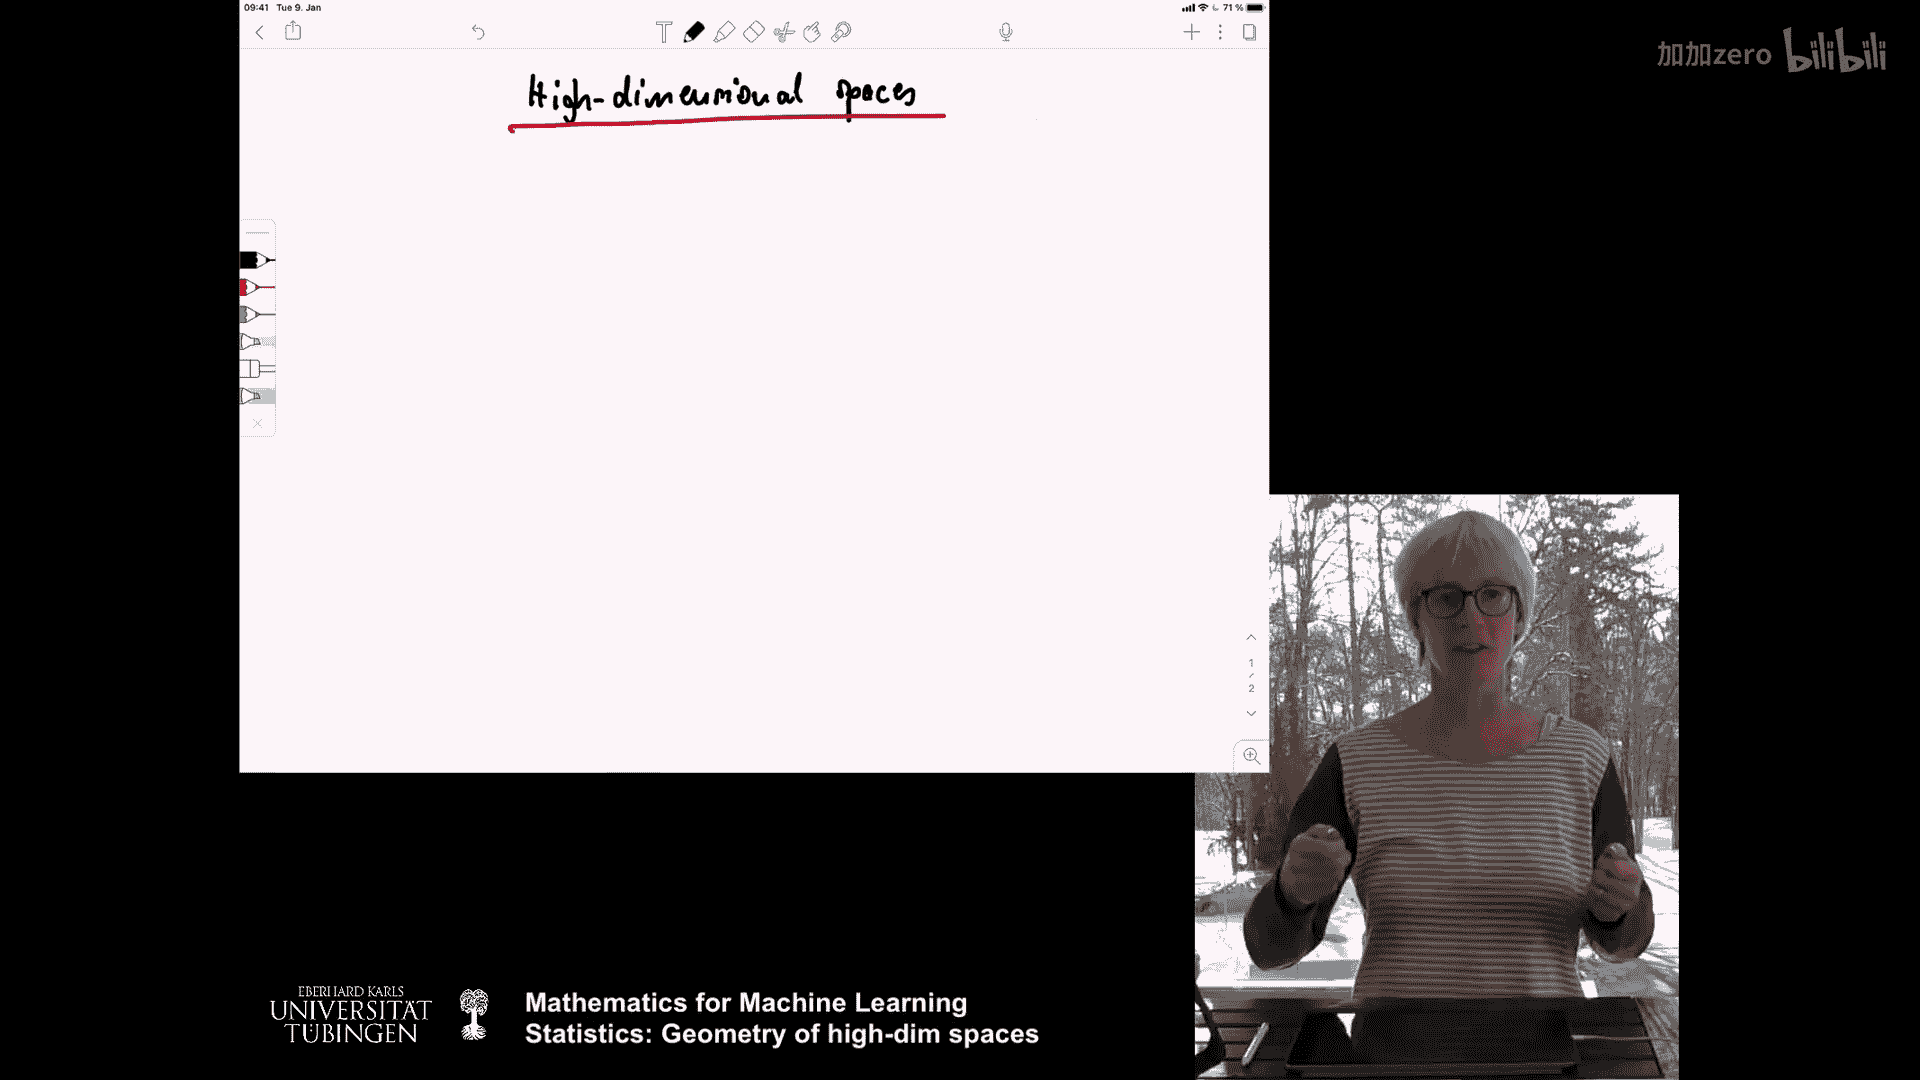 09:41 Tue 9. Jan
71 %
加加zero bilibili
T
High-dimensional spaces
1
2
EBERHARD KARLS
UNIVERSITÄT
TÜBINGEN
Mathematics for Machine Learning
Statistics: Geometry of high-dim spaces